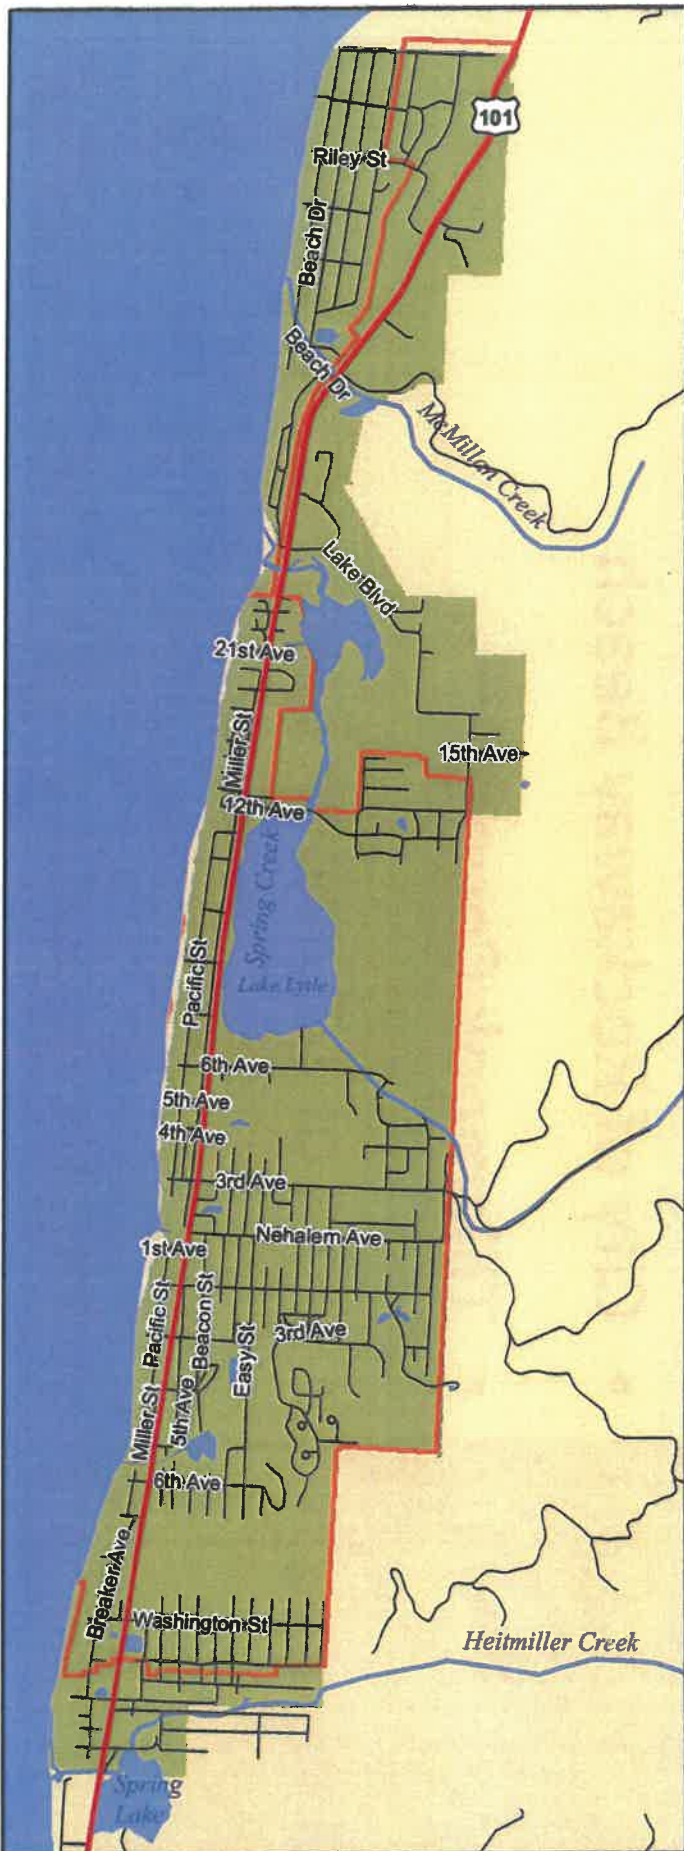 101
Riley St
Beach Dr
Beach Dr
McMillan Creek
Lake Blvd
21st Ave
Miller St
15th Ave
12th Ave
Spring Creek
Lake Lytle
Pacific St
6th Ave
5th Ave
4th Ave
3rd Ave
Nehalem Ave
1st Ave
Pacific St
Beacon St
3rd Ave
Easy St
Miller St
5th Ave
6th Ave
Breaker Ave
Washington St
Heitmiller Creek
Spring
Lake